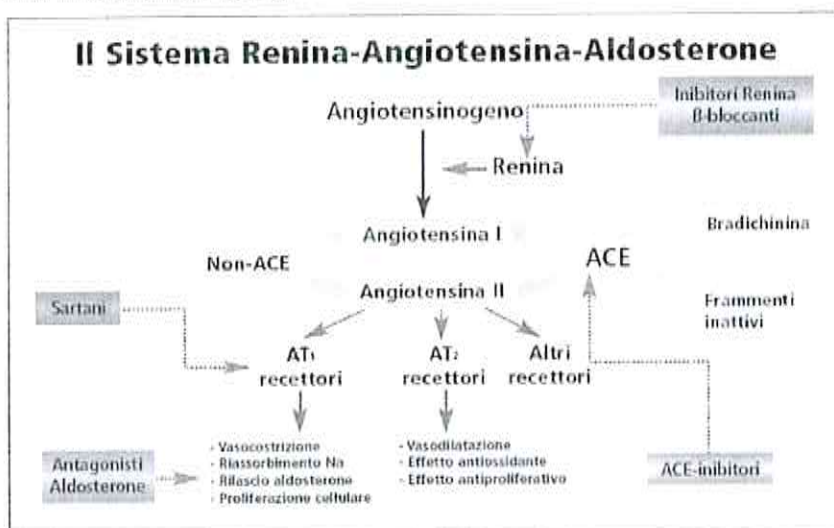 Il Sistema Renina-Angiotensina-Aldosterone
Inibitori Renina
β-bloccanti
Angiotensinogeno
Renina
Angiotensina I
Bradichinina
Non-ACE
ACE
Angiotensina II
Frammenti
inattivi
Sartani
AT1
recettori
AT2
recettori
Altri
recettori
- Vasocostrizione
- Riassorbimento Na
- Rilascio aldosterone
- Proliferazione cellulare
- Vasodilatazione
- Effetto antiossidante
- Effetto antiproliferativo
Antagonisti
Aldosterone
ACE-inibitori